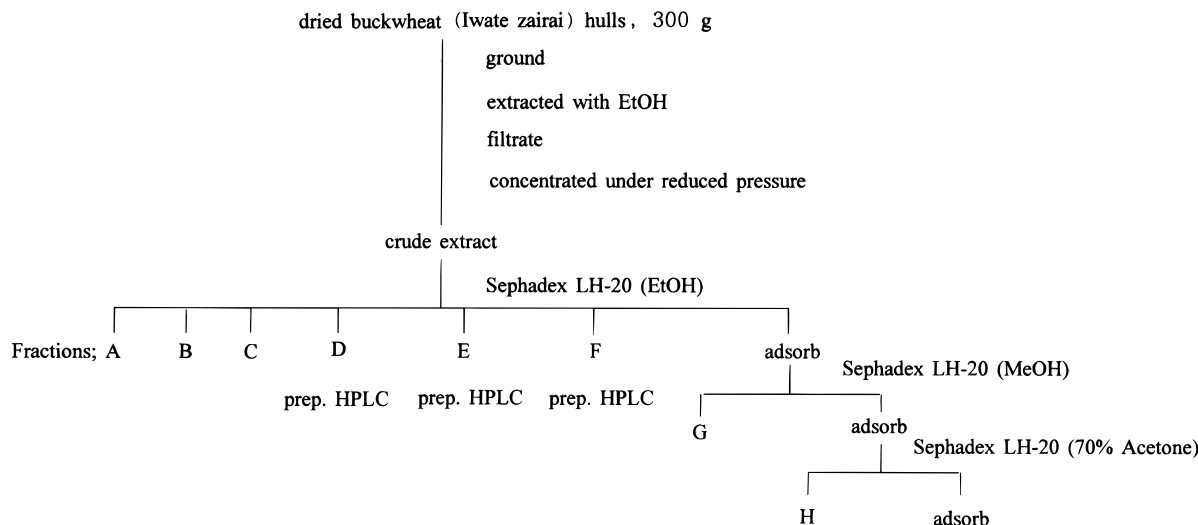 dried buckwheat (Iwate zairai) hulls, 300 g
ground
extracted with EtOH
filtrate
concentrated under reduced pressure
crude extract
Sephadex LH-20 (EtOH)
Fractions; A B C D E F adsorb
Sephadex LH-20 (MeOH)
prep. HPLC prep. HPLC prep. HPLC
G adsorb
Sephadex LH-20 (70% Acetone)
H adsorb